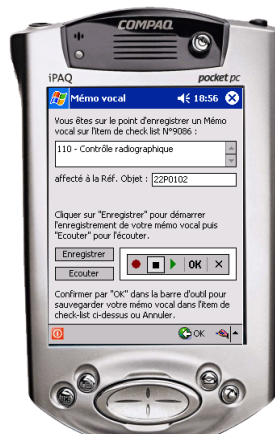 COMPAQ
iPAQ pocket pc
Mémo vocal 18:56
Vous êtes sur le point d'enregistrer un Mémo
vocal sur l'item de check list N°9086 :
110 - Contrôle radiographique
affecté à la Réf. Objet : 22P0102
Cliquer sur "Enregistrer" pour démarrer
l'enregistrement de votre mémo vocal puis
"Ecouter" pour l'écouter.
Enregistrer
OK
Ecouter
Confirmer par "OK" dans la barre d'outil pour
sauvegarder votre mémo vocal dans l'item de
check-list ci-dessus ou Annuler.
OK